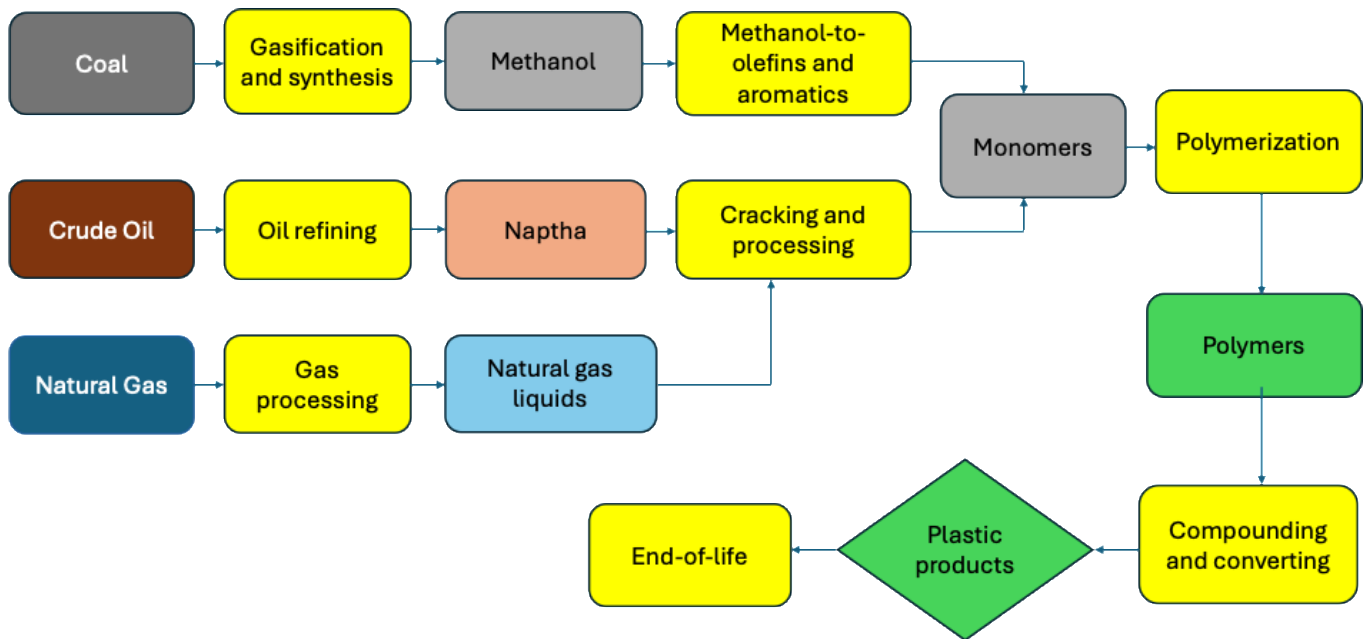 Coal
Gasification
and synthesis
Methanol
Methanol-to-
olefins and
aromatics
Monomers
Polymerization
Crude Oil
Oil refining
Naptha
Cracking and
processing
Natural Gas
Gas
processing
Natural gas
liquids
Polymers
Compounding
and converting
Plastic
products
End-of-life